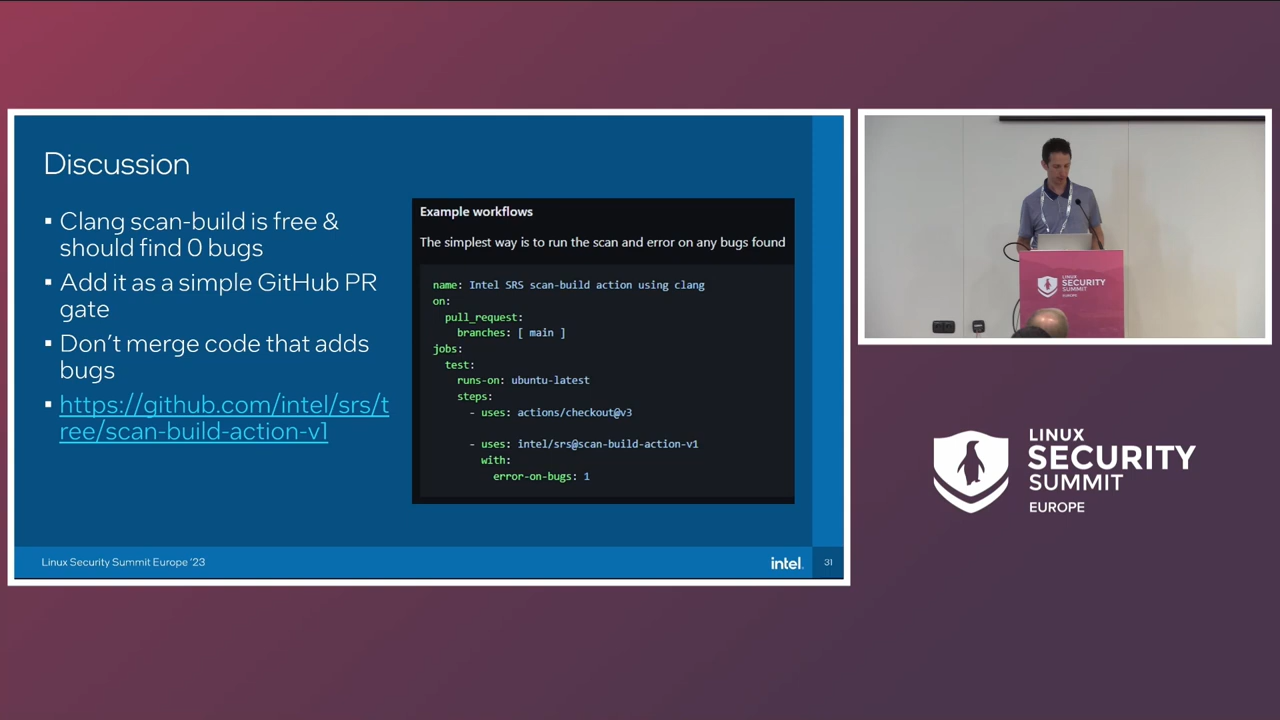 Discussion
▪ Clang scan-build is free &
should find 0 bugs
▪ Add it as a simple GitHub PR
gate
▪ Don't merge code that adds
bugs
▪ https://github.com/intel/srs/t
ree/scan-build-action-v1
Example workflows
The simplest way is to run the scan and error on any bugs found
name: Intel SRS scan-build action using clang
on:
pull_request:
branches: [ main ]
jobs:
test:
runs-on: ubuntu-latest
steps:
- uses: actions/checkout@v3
- uses: intel/srs@scan-build-action-v1
with:
error-on-bugs: 1
Linux Security Summit Europe '23
intel.
31
LINUX
SECURITY
SUMMIT
EUROPE
LINUX
SECURITY
SUMMIT
EUROPE